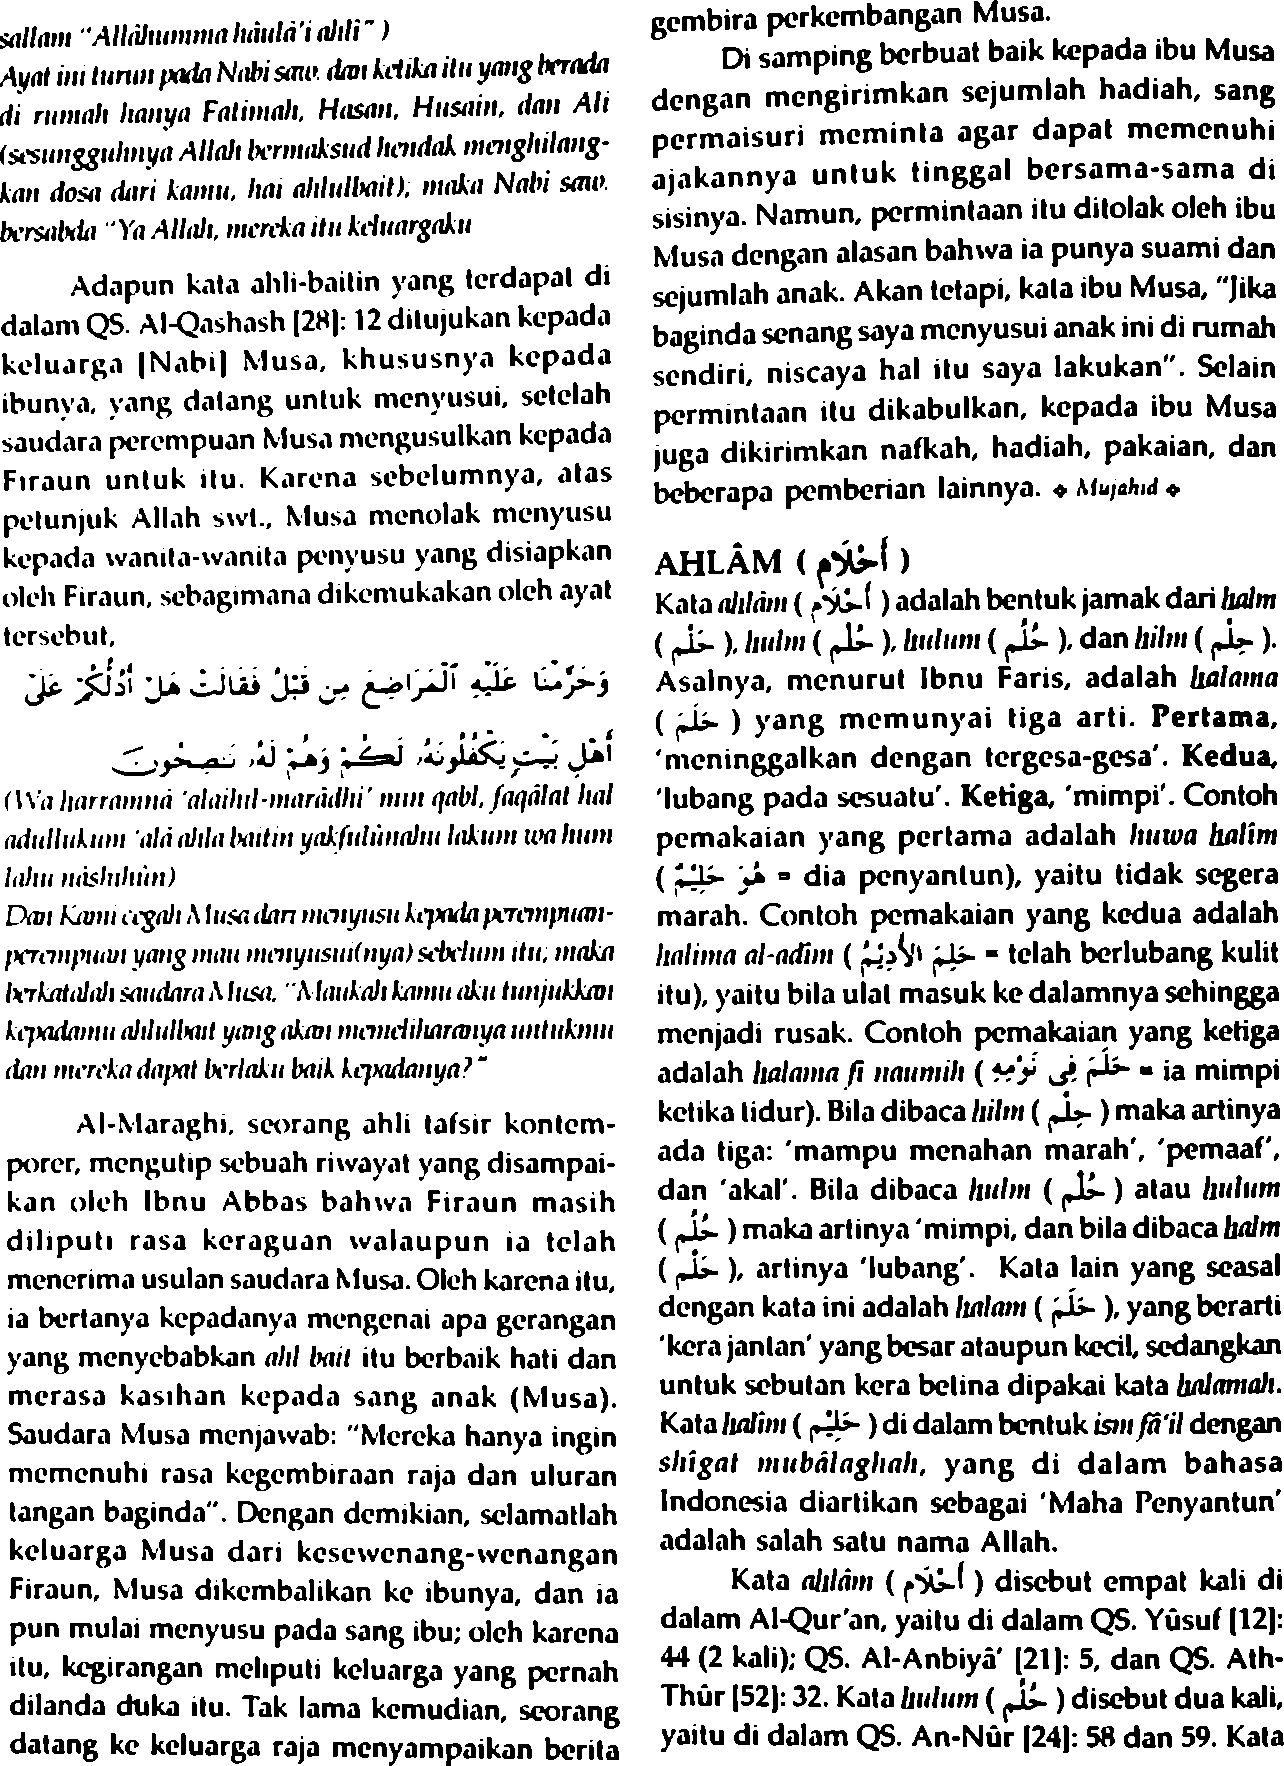 sallam "Allâhumma hâulâ'i ahli" )
Ayat ini turun pada Nabi saw. dan ketika itu yang berada
di rumah hanya Fatimah, Hasan, Husain, dan Ali
(sesungguhnya Allah bermaksud hendak menghilang-
kan dosa dari kamu, hai ahlulbait); maka Nabi saw.
bersabda "Ya Allah, mereka itu keluargaku
Adapun kata ahli-baitin yang terdapat di
dalam QS. Al-Qashash [28]: 12 ditujukan kepada
keluarga [Nabi] Musa, khususnya kepada
ibunya, yang datang untuk menyusui, setelah
saudara perempuan Musa mengusulkan kepada
Firaun untuk itu. Karena sebelumnya, atas
petunjuk Allah swt., Musa menolak menyusu
kepada wanita-wanita penyusu yang disiapkan
oleh Firaun, sebagimana dikemukakan oleh ayat
tersebut,
وَحَرَّمْنَا عَلَيْهِ ٱلْمَرَاضِعَ مِن قَبْلُ فَقَالَتْ هَلْ أَدُلُّكُمْ عَلَىٰٓ
أَهْلِ بَيْتٍ يَكْفُلُونَهُۥ لَكُمْ وَهُمْ لَهُۥ نَـٰصِحُونَ
(Wa harramnâ 'alaihil-marâdhi' min qabl, faqâlat hal
adullukum 'alâ ahla baitin yakfulûnahu lakum wa hum
lahu nâshihûn)
Dan Kami cegah Musa dari menyusu kepada perempuan-
perempuan yang mau menyusui(nya) sebelum itu; maka
berkatalah saudara Musa, "Maukah kamu aku tunjukkan
kepadamu ahlulbait yang akan memeliharanya untukmu
dan mereka dapat berlaku baik kepadanya?"
Al-Maraghi, seorang ahli tafsir kontem-
porer, mengutip sebuah riwayat yang disampai-
kan oleh Ibnu Abbas bahwa Firaun masih
diliputi rasa keraguan walaupun ia telah
menerima usulan saudara Musa. Oleh karena itu,
ia bertanya kepadanya mengenai apa gerangan
yang menyebabkan ahl bait itu berbaik hati dan
merasa kasihan kepada sang anak (Musa).
Saudara Musa menjawab: "Mereka hanya ingin
memenuhi rasa kegembiraan raja dan uluran
tangan baginda". Dengan demikian, selamatlah
keluarga Musa dari kesewenang-wenangan
Firaun, Musa dikembalikan ke ibunya, dan ia
pun mulai menyusu pada sang ibu; oleh karena
itu, kegirangan meliputi keluarga yang pernah
dilanda duka itu. Tak lama kemudian, seorang
datang ke keluarga raja menyampaikan berita
gembira perkembangan Musa.
Di samping berbuat baik kepada ibu Musa
dengan mengirimkan sejumlah hadiah, sang
permaisuri meminta agar dapat memenuhi
ajakannya untuk tinggal bersama-sama di
sisinya. Namun, permintaan itu ditolak oleh ibu
Musa dengan alasan bahwa ia punya suami dan
sejumlah anak. Akan tetapi, kata ibu Musa, "Jika
baginda senang saya menyusui anak ini di rumah
sendiri, niscaya hal itu saya lakukan". Selain
permintaan itu dikabulkan, kepada ibu Musa
juga dikirimkan nafkah, hadiah, pakaian, dan
beberapa pemberian lainnya. ❖ Mujahid ❖
AHLÂM ( أَحْلَام )
Kata ahlâm ( أَحْلَام ) adalah bentuk jamak dari halm
( حَلْم ), hulm ( حُلْم ), hulum ( حُلُم ), dan hilm ( حِلْم ).
Asalnya, menurut Ibnu Faris, adalah halama
( حَلَمَ ) yang memunyai tiga arti. Pertama,
'meninggalkan dengan tergesa-gesa'. Kedua,
'lubang pada sesuatu'. Ketiga, 'mimpi'. Contoh
pemakaian yang pertama adalah huwa halîm
( هُوَ حَلِيْمٌ = dia penyantun), yaitu tidak segera
marah. Contoh pemakaian yang kedua adalah
halima al-adîm ( حَلِمَ الْأَدِيْمُ = telah berlubang kulit
itu), yaitu bila ulat masuk ke dalamnya sehingga
menjadi rusak. Contoh pemakaian yang ketiga
adalah halama fî naumih ( حَلَمَ فِى نَوْمِهِ = ia mimpi
ketika tidur). Bila dibaca hilm ( حِلْم ) maka artinya
ada tiga: 'mampu menahan marah', 'pemaaf',
dan 'akal'. Bila dibaca hulm ( حُلْم ) atau hulum
( حُلُم ) maka artinya 'mimpi, dan bila dibaca halm
( حَلْم ), artinya 'lubang'. Kata lain yang seasal
dengan kata ini adalah halam ( حَلَمَ ), yang berarti
'kera jantan' yang besar ataupun kecil, sedangkan
untuk sebutan kera betina dipakai kata halamah.
Kata halîm ( حَلِيْم ) di dalam bentuk ism fâ'il dengan
shîgat mubâlaghah, yang di dalam bahasa
Indonesia diartikan sebagai 'Maha Penyantun'
adalah salah satu nama Allah.
Kata ahlâm ( أَحْلَام ) disebut empat kali di
dalam Al-Qur'an, yaitu di dalam QS. Yûsuf [12]:
44 (2 kali); QS. Al-Anbiyâ' [21]: 5, dan QS. Ath-
Thûr [52]: 32. Kata hulum ( حُلُم ) disebut dua kali,
yaitu di dalam QS. An-Nûr [24]: 58 dan 59. Kata